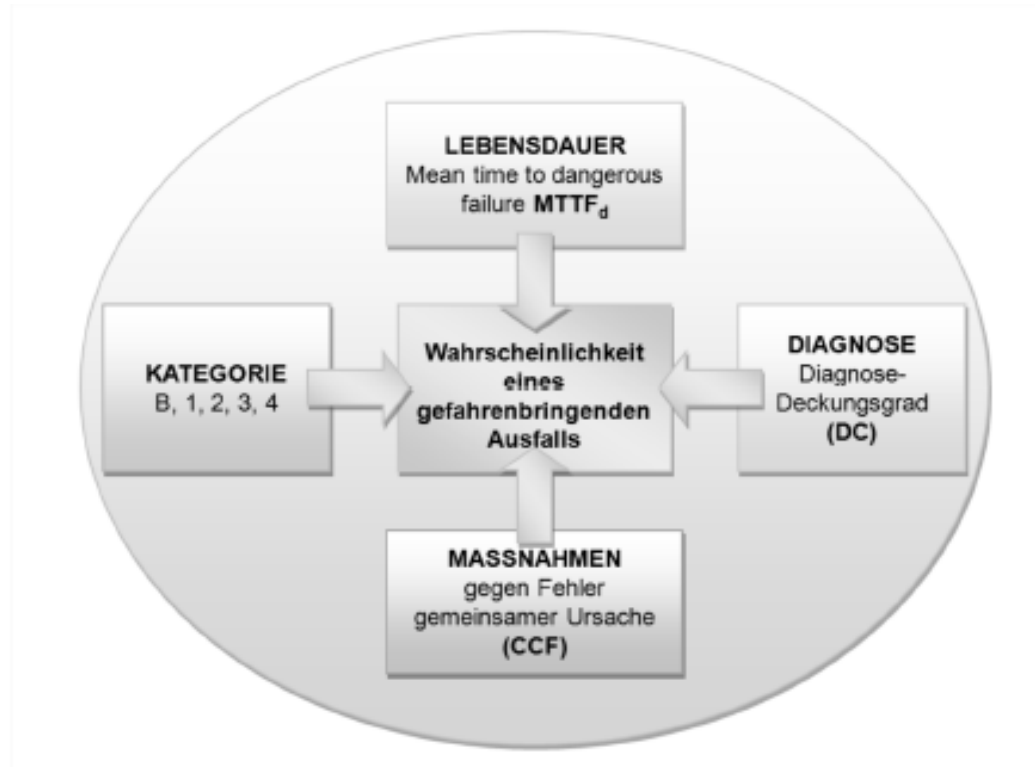 LEBENSDAUER
Mean time to dangerous
failure MTTFd
KATEGORIE
B, 1, 2, 3, 4
Wahrscheinlichkeit
eines
gefahrenbringenden
Ausfalls
DIAGNOSE
Diagnose-
Deckungsgrad
(DC)
MASSNAHMEN
gegen Fehler
gemeinsamer Ursache
(CCF)